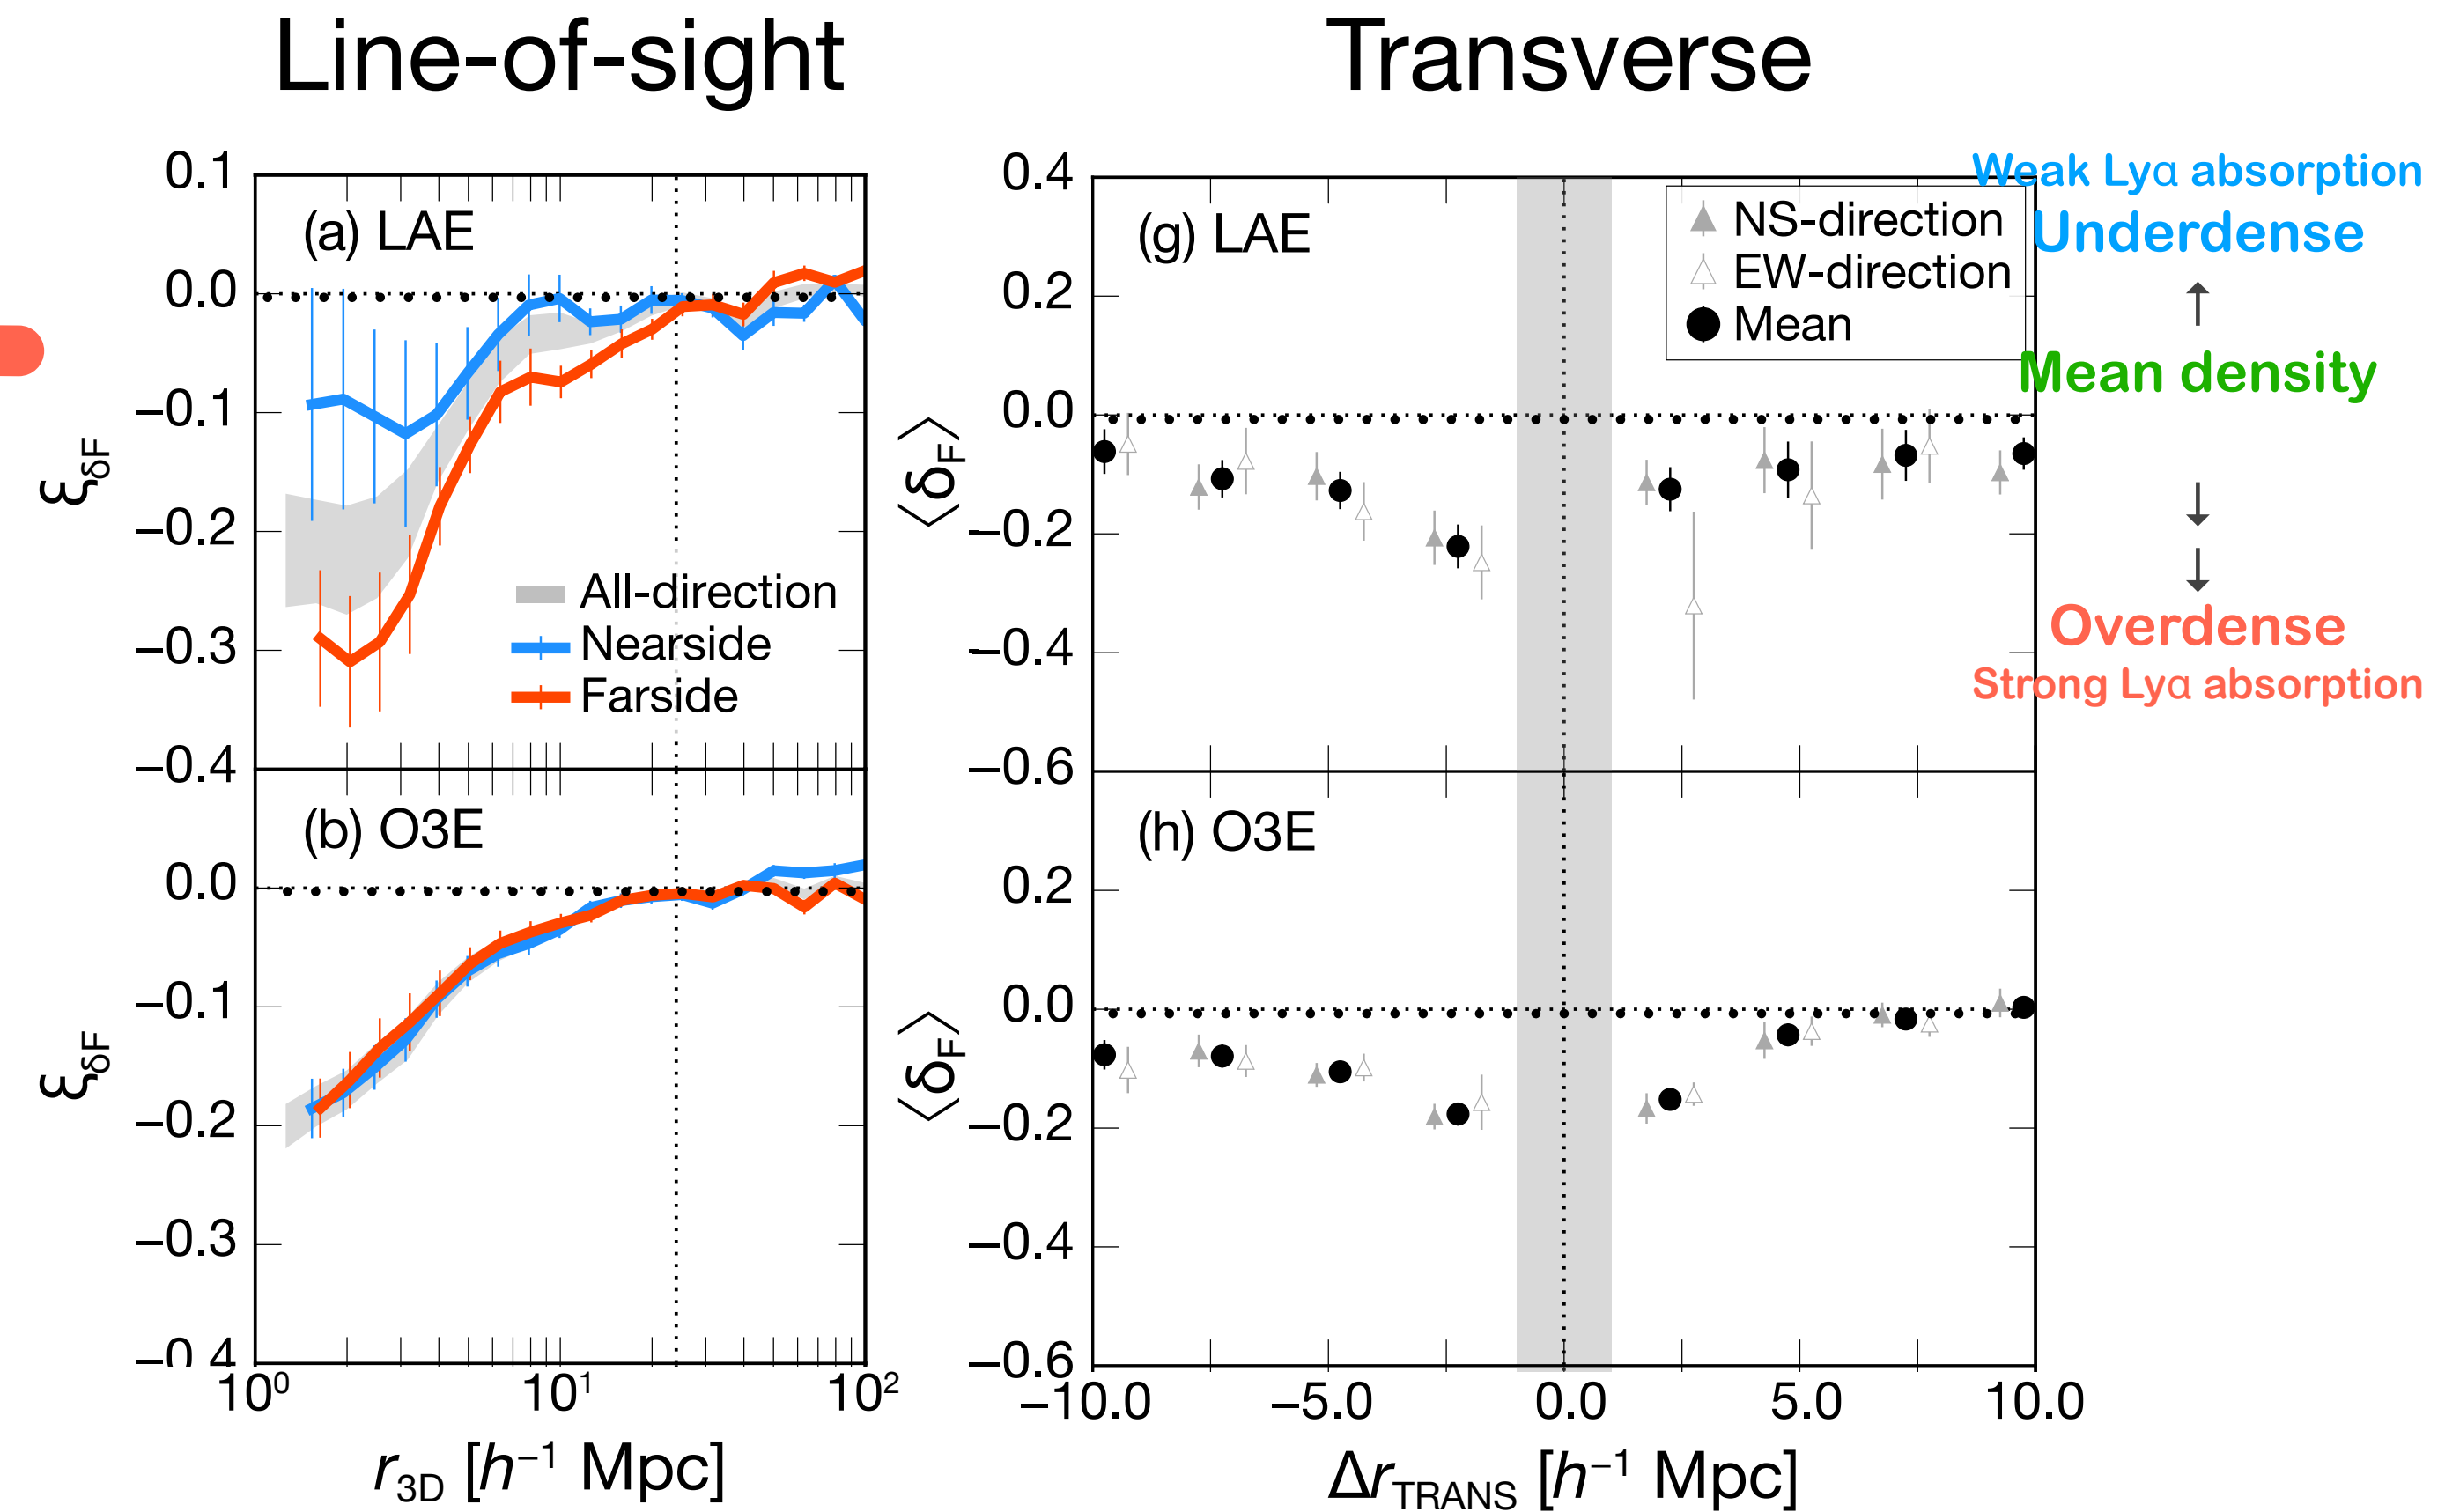 Line-of-sight
Transverse
0.1
0.0
−0.1
−0.2
−0.3
−0.4
ξδF
(a) LAE
All-direction
Nearside
Farside
0.0
−0.1
−0.2
−0.3
−0.4
ξδF
(b) O3E
10⁰
10¹
10²
r3D [h⁻¹ Mpc]
0.4
0.2
0.0
−0.2
−0.4
−0.6
⟨δF⟩
(g) LAE
NS-direction
EW-direction
Mean
0.2
0.0
−0.2
−0.4
−0.6
⟨δF⟩
(h) O3E
−10.0
−5.0
0.0
5.0
10.0
ΔrTRANS [h⁻¹ Mpc]
Weak Lyα absorption
Underdense
↑
Mean density
↓
↓
Overdense
Strong Lyα absorption